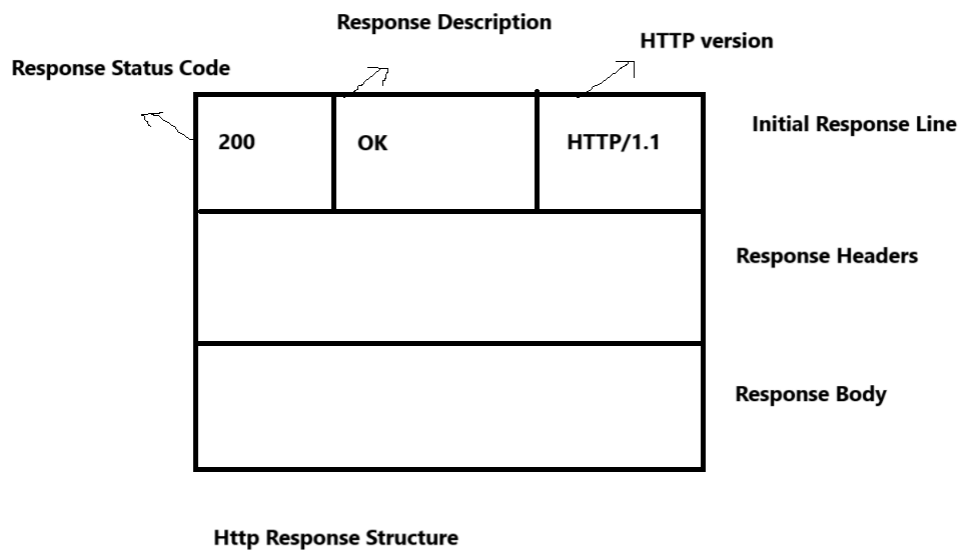 Response Description
HTTP version
Response Status Code
200
OK
HTTP/1.1
Initial Response Line
Response Headers
Response Body
Http Response Structure